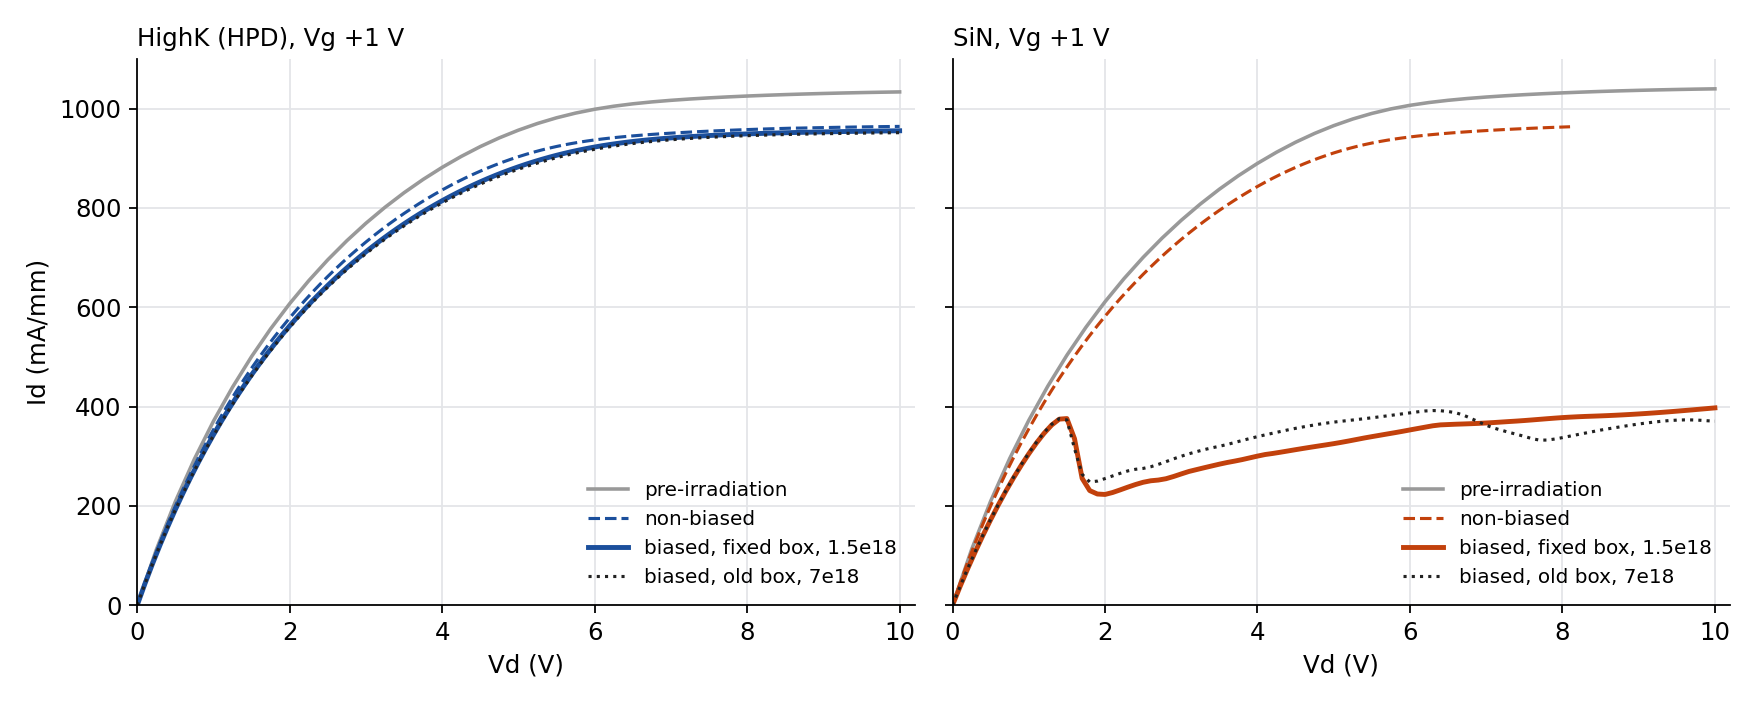 HighK (HPD), Vg +1 V
Id (mA/mm)
1000
800
600
400
200
0
0 2 4 6 8 10
Vd (V)
pre-irradiation
non-biased
biased, fixed box, 1.5e18
biased, old box, 7e18
SiN, Vg +1 V
0 2 4 6 8 10
Vd (V)
pre-irradiation
non-biased
biased, fixed box, 1.5e18
biased, old box, 7e18